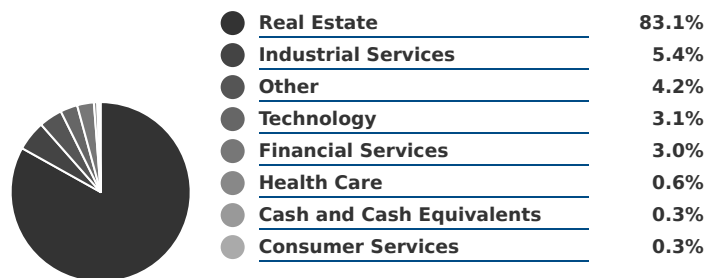 Real Estate 83.1%
Industrial Services 5.4%
Other 4.2%
Technology 3.1%
Financial Services 3.0%
Health Care 0.6%
Cash and Cash Equivalents 0.3%
Consumer Services 0.3%